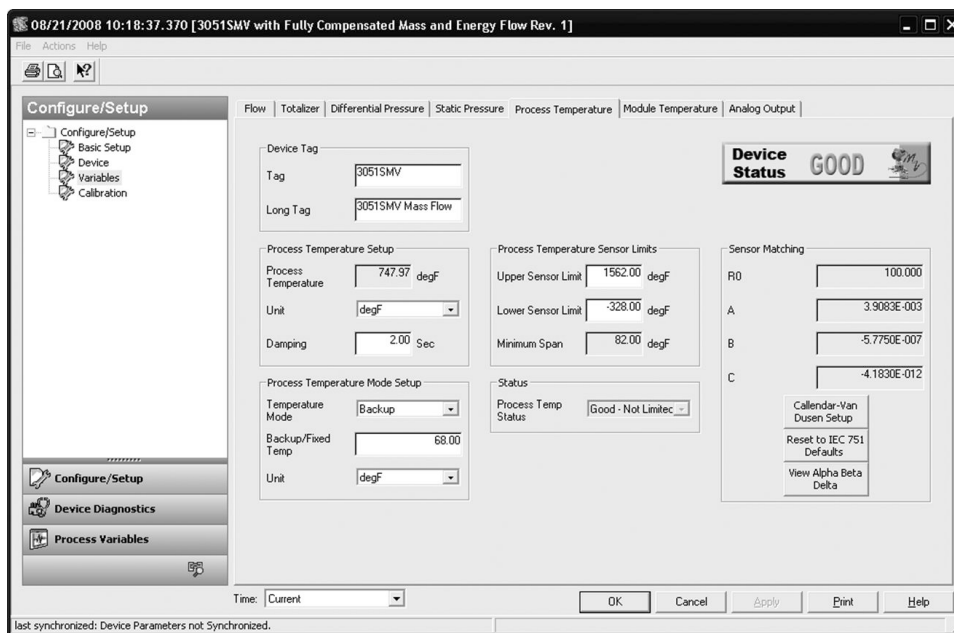 08/21/2008 10:18:37.370 [3051SMV with Fully Compensated Mass and Energy Flow Rev. 1]
File Actions Help
Configure/Setup
Configure/Setup
Basic Setup
Device
Variables
Calibration
Configure/Setup
Device Diagnostics
Process Variables
Flow Totalizer Differential Pressure Static Pressure Process Temperature Module Temperature Analog Output
Device Tag
Tag 3051SMV
Long Tag 3051SMV Mass Flow
Device Status GOOD
Process Temperature Setup
Process Temperature 747.97 degF
Unit degF
Damping 2.00 Sec
Process Temperature Sensor Limits
Upper Sensor Limit 1562.00 degF
Lower Sensor Limit -328.00 degF
Minimum Span 82.00 degF
Sensor Matching
R0 100.000
A 3.9083E-003
B -5.7750E-007
C -4.1830E-012
Callendar-Van
Dusen Setup
Reset to IEC 751
Defaults
View Alpha Beta
Delta
Process Temperature Mode Setup
Temperature Mode Backup
Backup/Fixed Temp 68.00
Unit degF
Status
Process Temp Status Good - Not Limitec
Time: Current
OK Cancel Apply Print Help
last synchronized: Device Parameters not Synchronized.